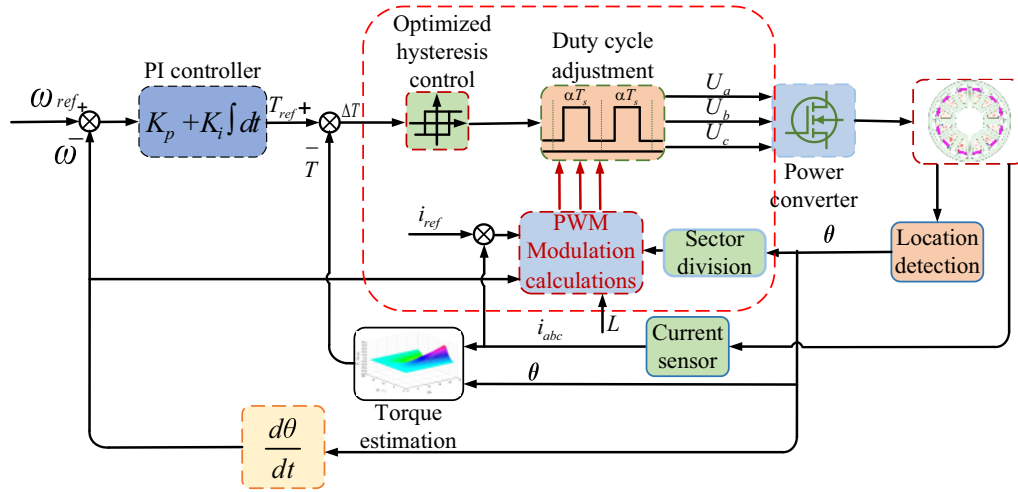 Optimized
hysteresis
control
Duty cycle
adjustment
PI controller
ω ref +
ω −
K_p + K_i ∫ dt
T_ref +
ΔT
−
T
αT_s
αT_s
U_a
U_b
U_c
Power
converter
i_ref
PWM
Modulation
calculations
Sector
division
θ
Location
detection
L
i_abc
Current
sensor
θ
Torque
estimation
dθ
dt